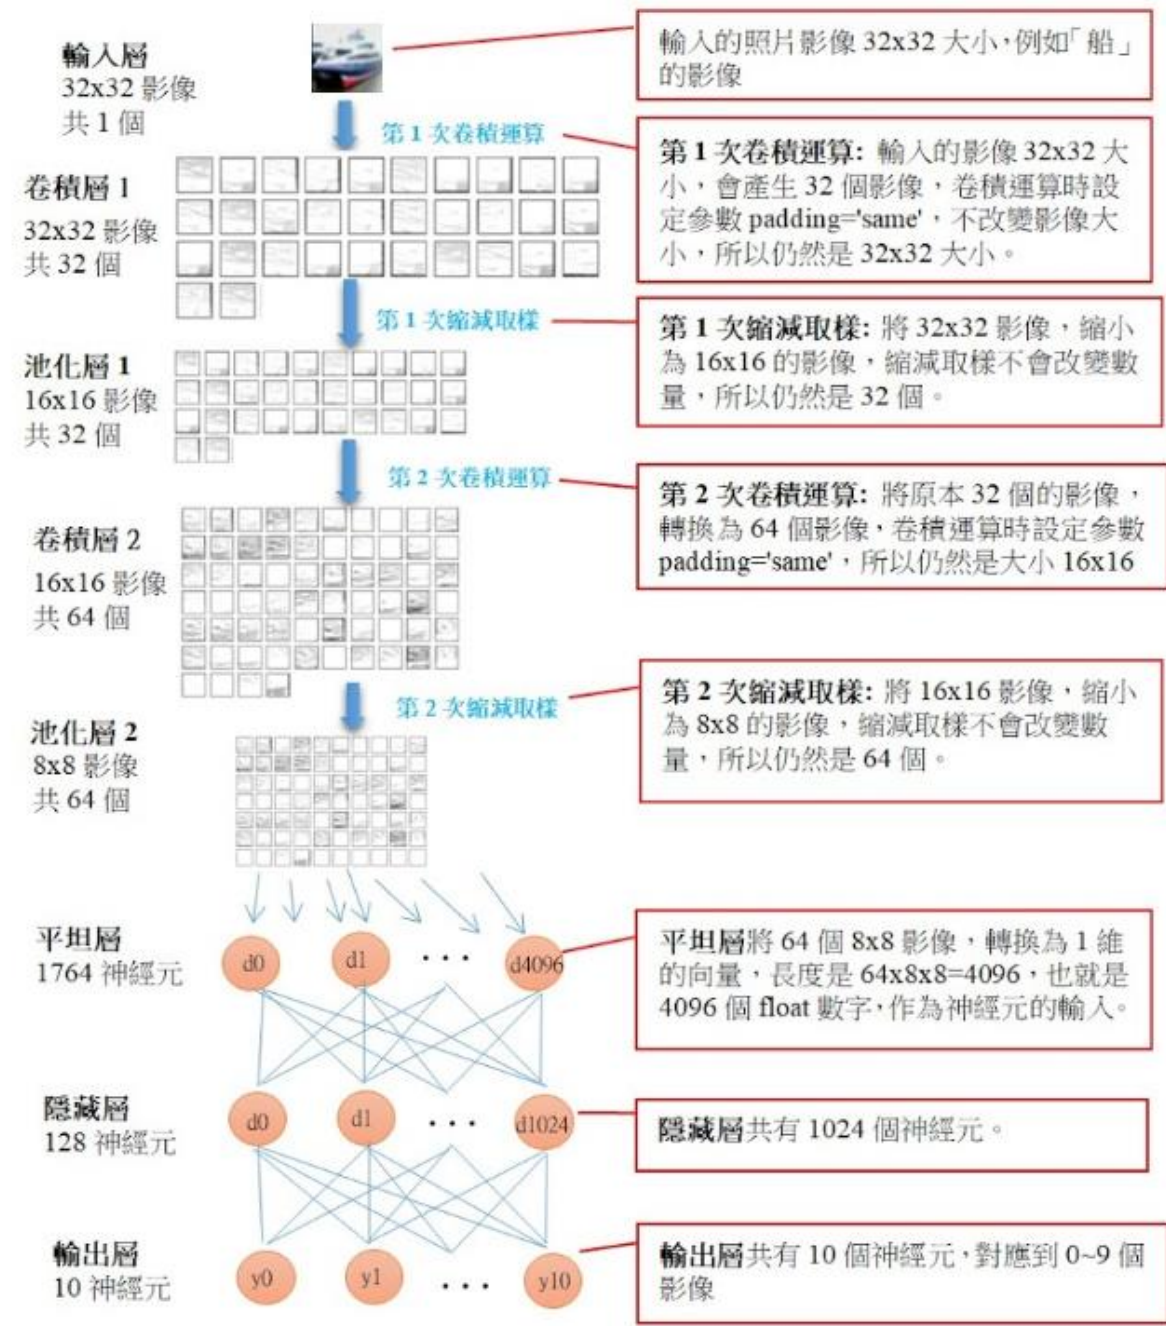 輸入層
32x32 影像
共 1 個
輸入的照片影像 32x32 大小,例如「船」
的影像
第 1 次卷積運算
卷積層 1
32x32 影像
共 32 個
第 1 次卷積運算: 輸入的影像 32x32 大
小，會產生 32 個影像，卷積運算時設
定參數 padding='same'，不改變影像大
小，所以仍然是 32x32 大小。
第 1 次縮減取樣
池化層 1
16x16 影像
共 32 個
第 1 次縮減取樣: 將 32x32 影像，縮小
為 16x16 的影像，縮減取樣不會改變數
量，所以仍然是 32 個。
第 2 次卷積運算
卷積層 2
16x16 影像
共 64 個
第 2 次卷積運算: 將原本 32 個的影像，
轉換為 64 個影像，卷積運算時設定參數
padding='same'，所以仍然是大小 16x16
第 2 次縮減取樣
池化層 2
8x8 影像
共 64 個
第 2 次縮減取樣: 將 16x16 影像，縮小
為 8x8 的影像，縮減取樣不會改變數
量，所以仍然是 64 個。
平坦層
1764 神經元
d0 d1 ··· d4096
平坦層將 64 個 8x8 影像，轉換為 1 維
的向量，長度是 64x8x8=4096，也就是
4096 個 float 數字，作為神經元的輸入。
隱藏層
128 神經元
d0 d1 ··· d1024
隱藏層共有 1024 個神經元。
輸出層
10 神經元
y0 y1 ··· y10
輸出層共有 10 個神經元，對應到 0~9 個
影像